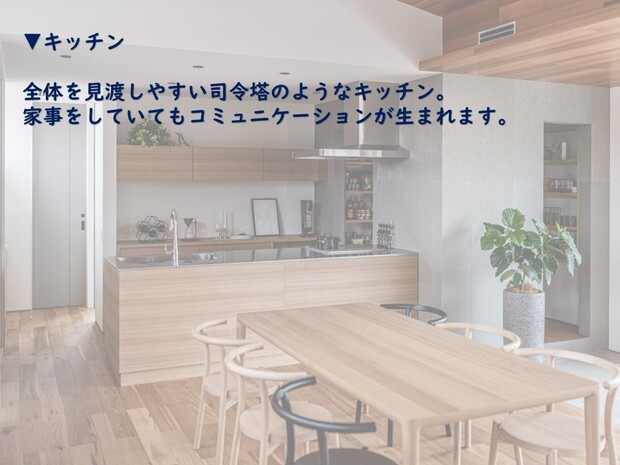 ▼キッチン
全体を見渡しやすい司令塔のようなキッチン。
家事をしていてもコミュニケーションが生まれます。